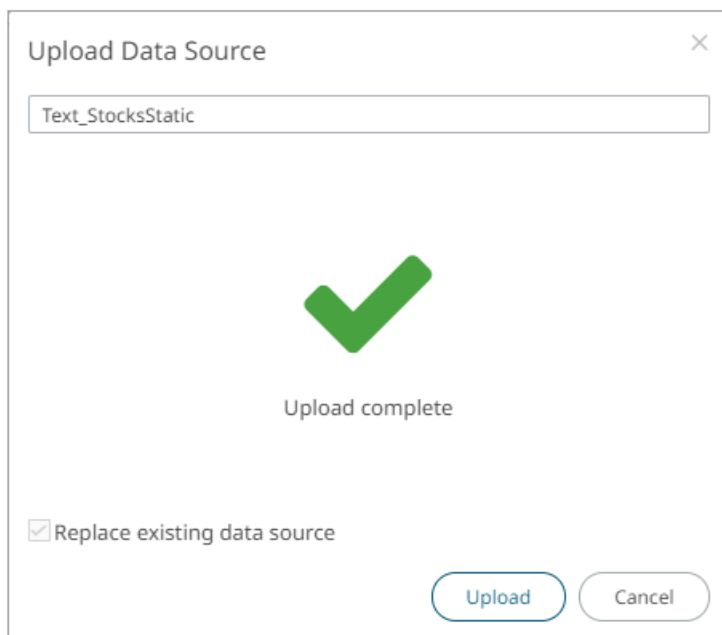 Upload Data Source
Text_StocksStatic
Upload complete
Replace existing data source
Upload Cancel